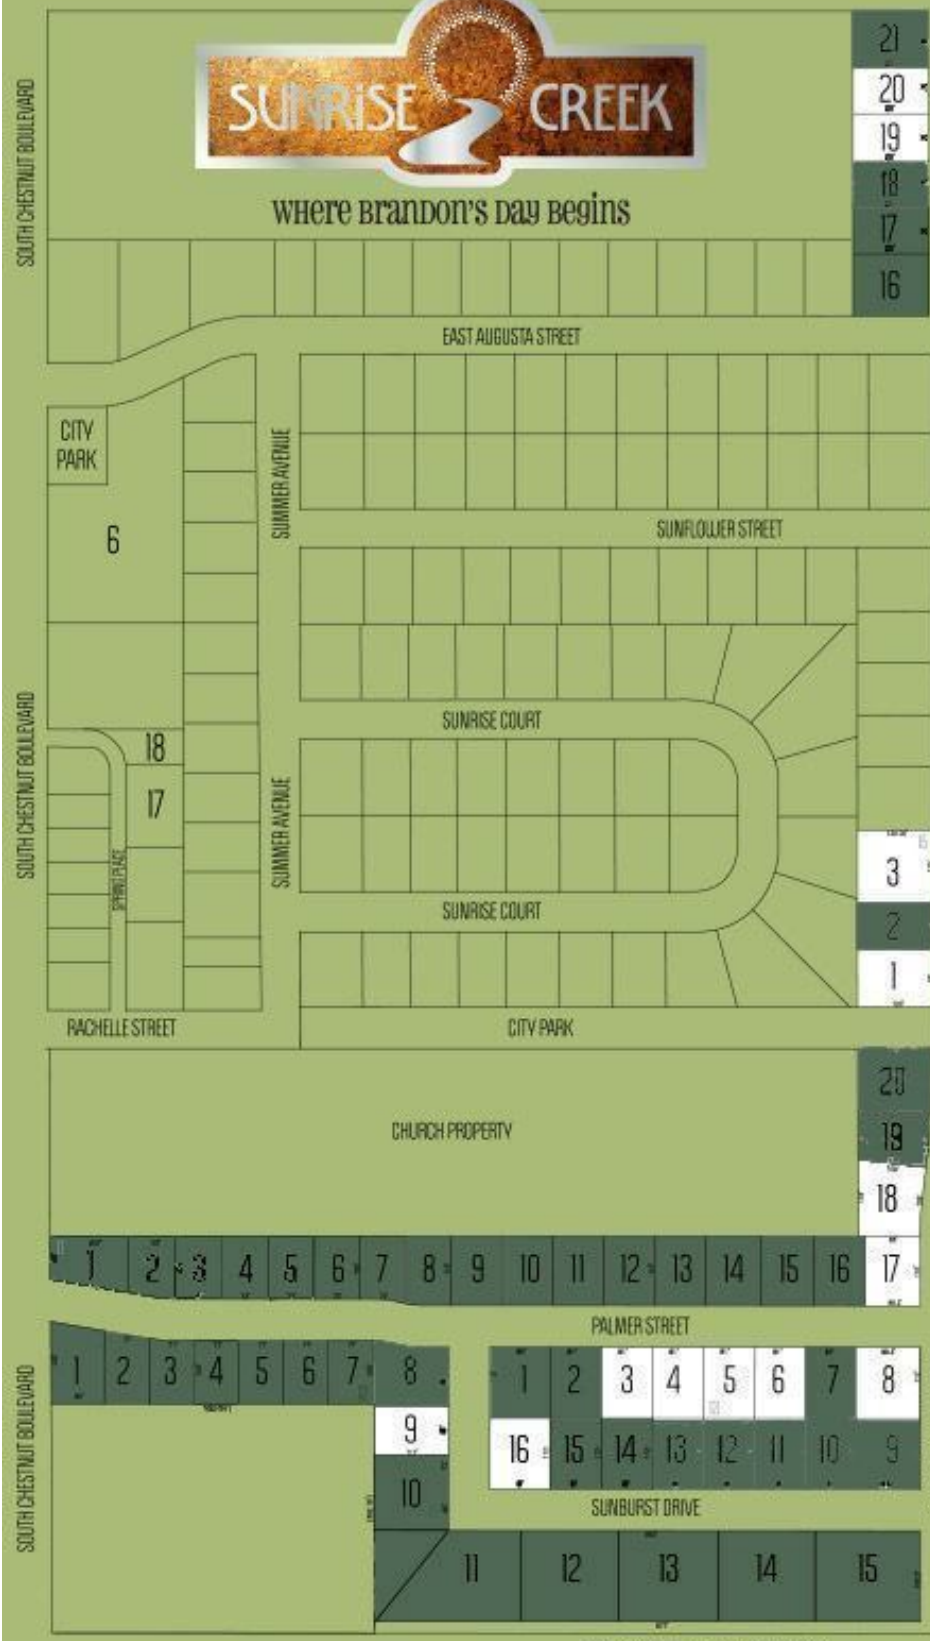 SUNRISE CREEK
WHERE BRANDON'S DAY BEGINS
SOUTH CHESTNUT BOULEVARD
21
20
19
18
17
16
EAST AUGUSTA STREET
CITY
PARK
SUMMER AVENUE
6
SUNFLOWER STREET
SOUTH CHESTNUT BOULEVARD
SUNRISE COURT
18
17
SUMMER AVENUE
SPRING PLACE
3
2
1
SUNRISE COURT
RACHELLE STREET
CITY PARK
20
CHURCH PROPERTY
19
18
1 2 3 4 5 6 7 8 9 10 11 12 13 14 15 16 17
PALMER STREET
SOUTH CHESTNUT BOULEVARD
1 2 3 4 5 6 7 8
1 2 3 4 5 6 7 8
9
16 15 14 13 12 11 10 9
10
SUNBURST DRIVE
11 12 13 14 15